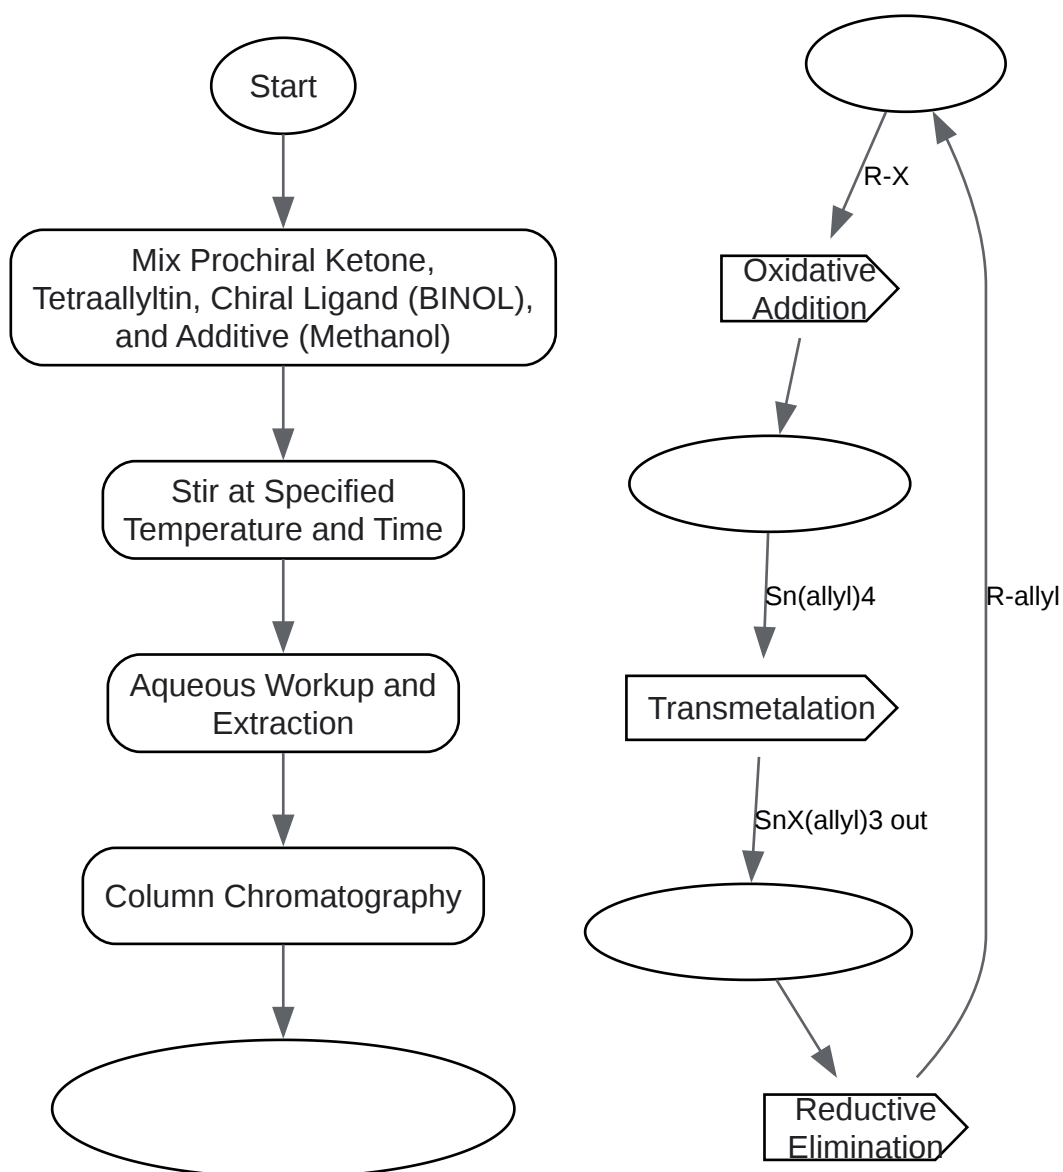 Start
Mix Prochiral Ketone,
Tetraallyltin, Chiral Ligand (BINOL),
and Additive (Methanol)
Stir at Specified
Temperature and Time
Aqueous Workup and
Extraction
Column Chromatography
R-X
Oxidative
Addition
Sn(allyl)4
Transmetalation
SnX(allyl)3 out
Reductive
Elimination
R-allyl